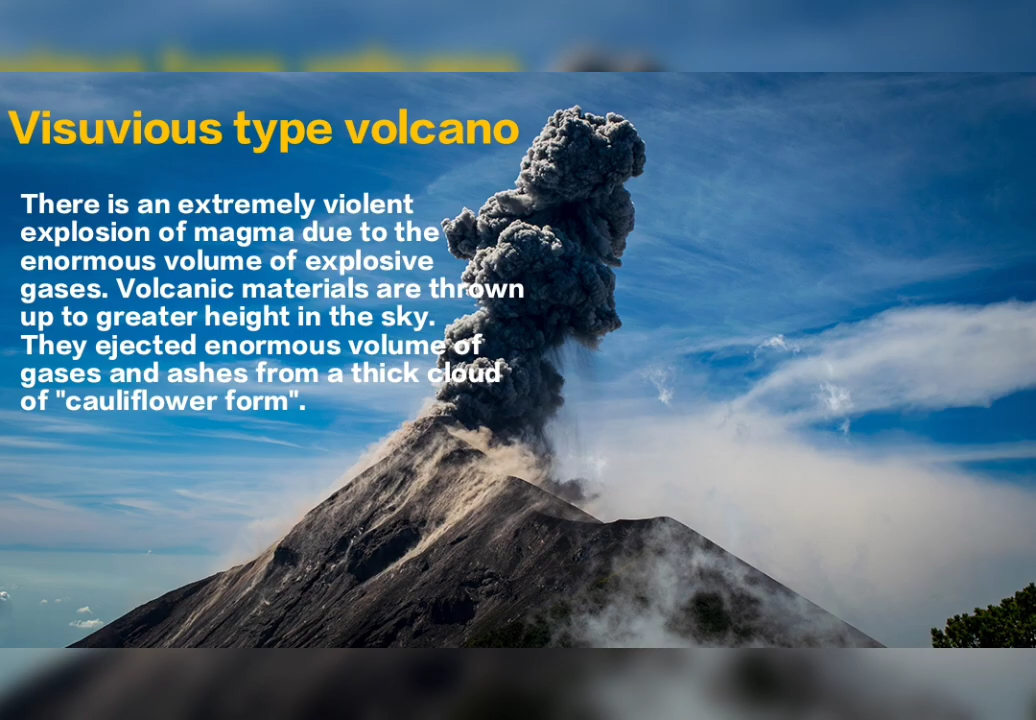 Visuvious type volcano
There is an extremely violent
explosion of magma due to the
enormous volume of explosive
gases. Volcanic materials are thrown
up to greater height in the sky.
They ejected enormous volume of
gases and ashes from a thick cloud
of "cauliflower form".